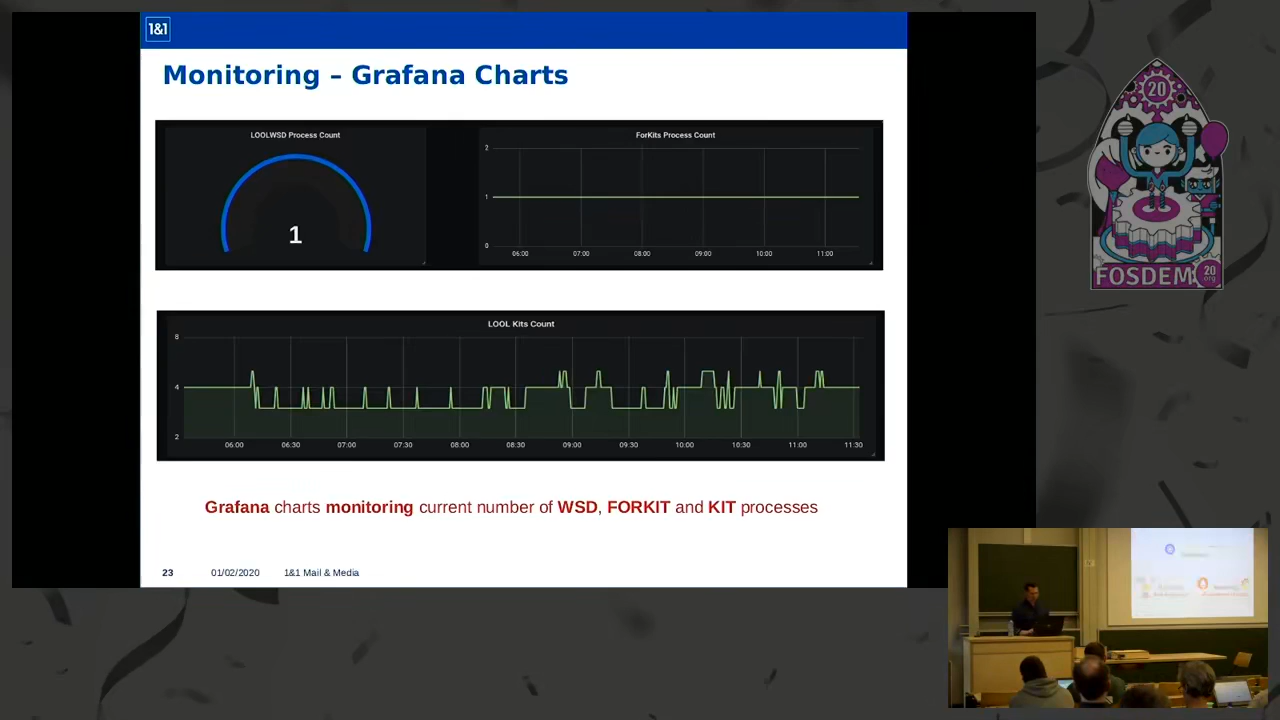 1&1
Monitoring – Grafana Charts
LOOLWSD Process Count
1
ForKits Process Count
2
1
0
06:00 07:00 08:00 09:00 10:00 11:00
LOOL Kits Count
8
4
2
06:00 06:30 07:00 07:30 08:00 08:30 09:00 09:30 10:00 10:30 11:00 11:30
Grafana charts monitoring current number of WSD, FORKIT and KIT processes
23 01/02/2020 1&1 Mail & Media
20
FOSDEM
20
org